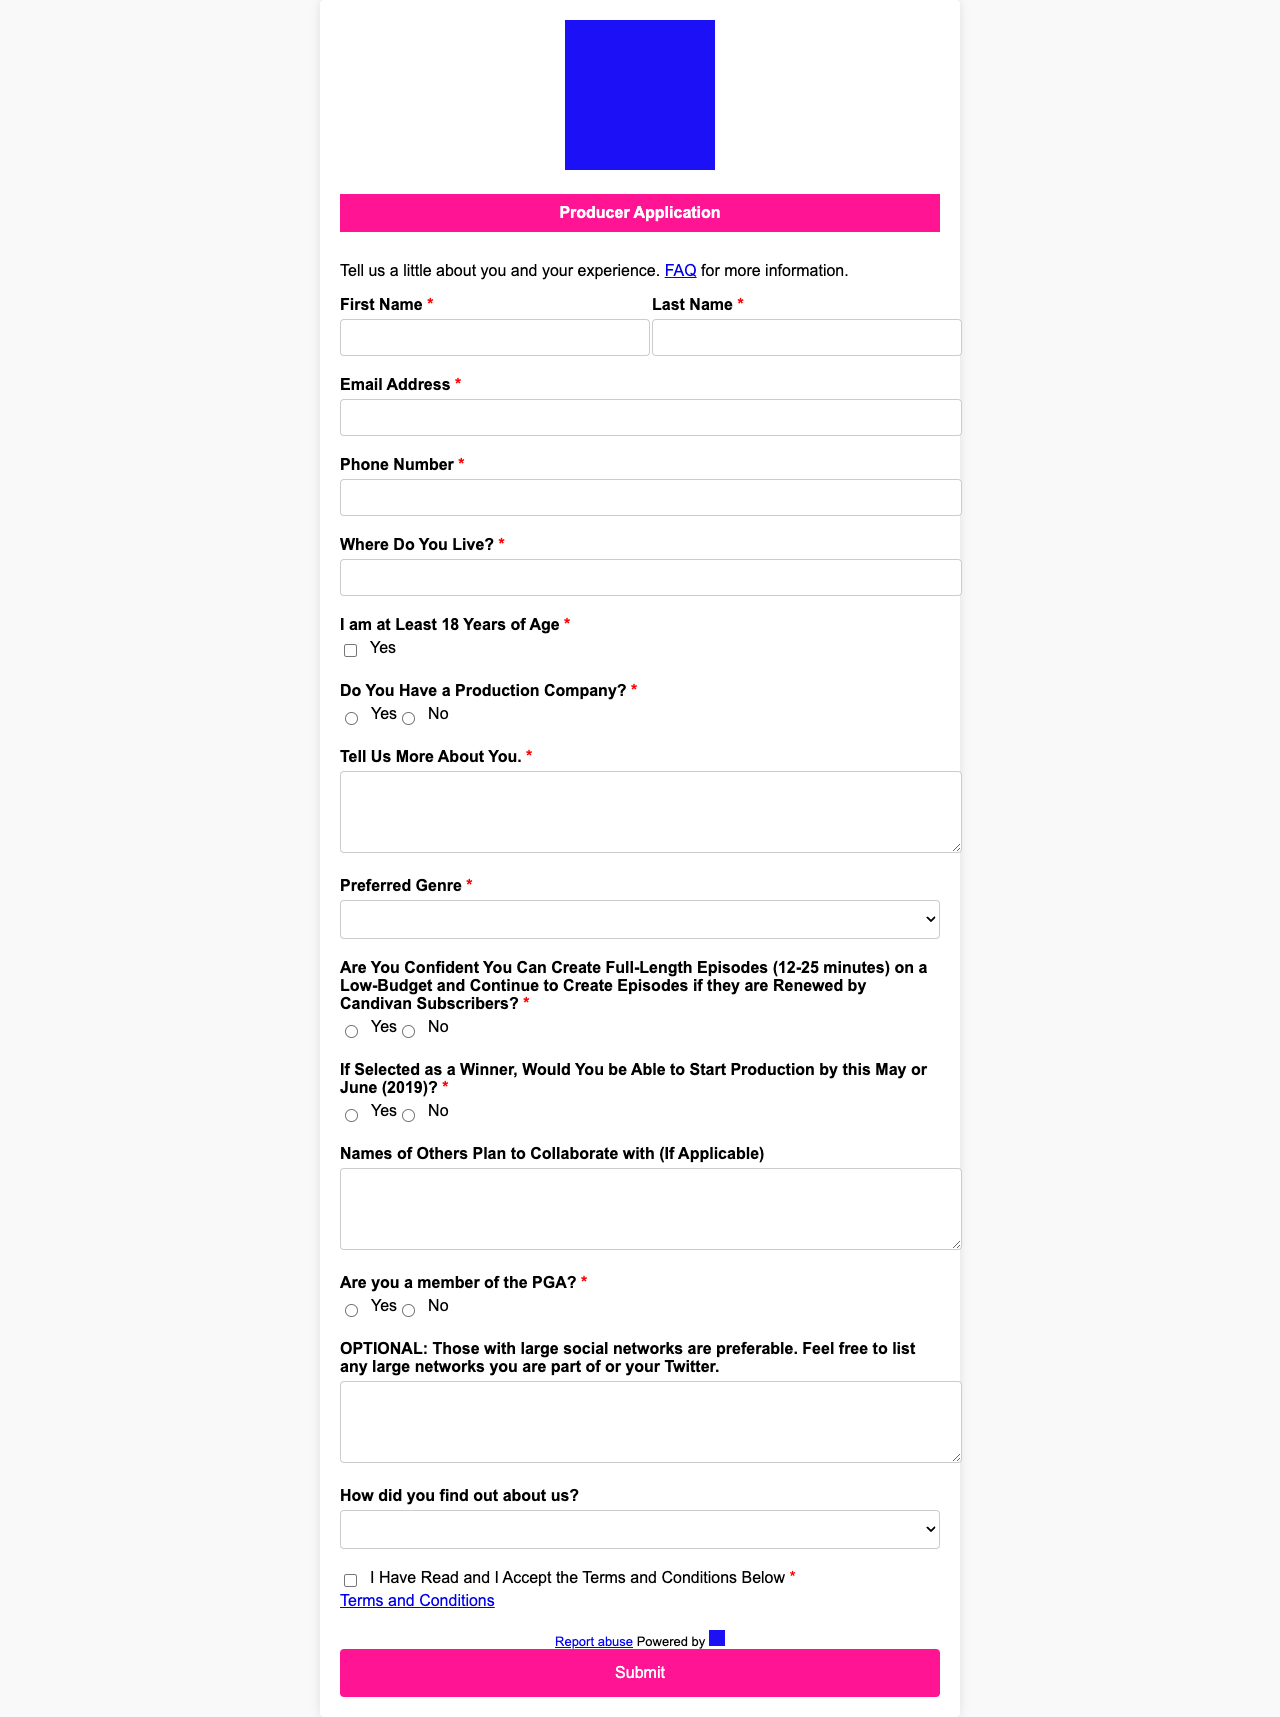 Producer Application
Tell us a little about you and your experience. FAQ for more information.
First Name * Last Name *
Email Address *
Phone Number *
Where Do You Live? *
I am at Least 18 Years of Age *
Yes
Do You Have a Production Company? *
Yes No
Tell Us More About You. *
Preferred Genre *
Are You Confident You Can Create Full-Length Episodes (12-25 minutes) on a
Low-Budget and Continue to Create Episodes if they are Renewed by
Candivan Subscribers? *
Yes No
If Selected as a Winner, Would You be Able to Start Production by this May or
June (2019)? *
Yes No
Names of Others Plan to Collaborate with (If Applicable)
Are you a member of the PGA? *
Yes No
OPTIONAL: Those with large social networks are preferable. Feel free to list
any large networks you are part of or your Twitter.
How did you find out about us?
I Have Read and I Accept the Terms and Conditions Below *
Terms and Conditions
Report abuse Powered by
Submit